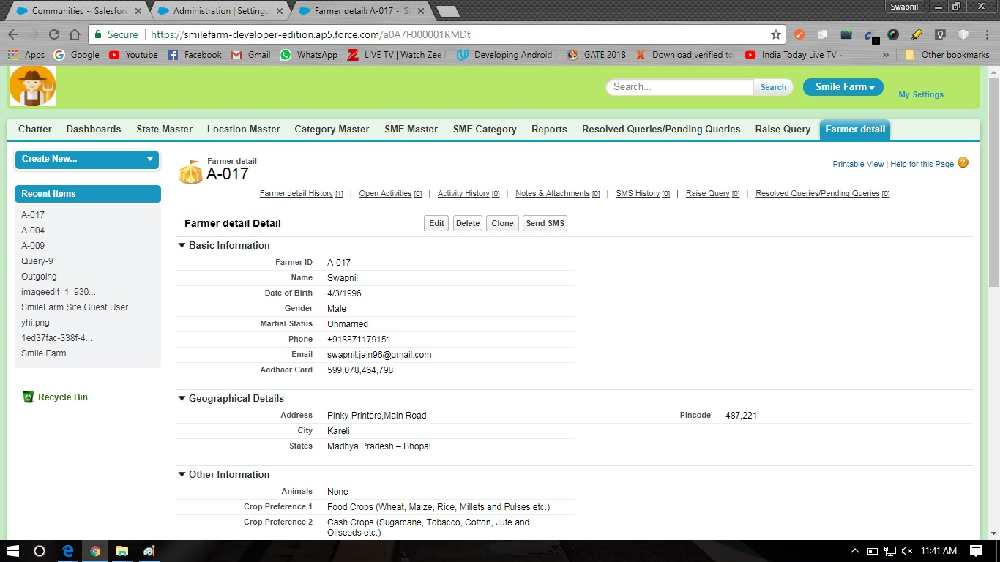 Swapnil
Communities ~ Salesforc
Administration | Settings
Farmer detail: A-017 ~ Si
Secure https://smilefarm-developer-edition.ap5.force.com/a0A7F000001RMDt
1
Apps Google Youtube Facebook Gmail WhatsApp LIVE TV | Watch Zee Developing Android GATE 2018 Download verified to India Today Live TV - » Other bookmarks
Search... Search Smile Farm My Settings
Chatter Dashboards State Master Location Master Category Master SME Master SME Category Reports Resolved Queries/Pending Queries Raise Query Farmer detail
Create New...
Recent Items
A-017
A-004
A-009
Query-9
Outgoing
imageedit_1_930...
SmileFarm Site Guest User
yhi.png
1ed37fac-338f-4...
Smile Farm
Recycle Bin
Farmer detail
A-017
Printable View | Help for this Page ?
Farmer detail History [1] | Open Activities [0] | Activity History [0] | Notes & Attachments [0] | SMS History [0] | Raise Query [0] | Resolved Queries/Pending Queries [0]
Farmer detail Detail Edit Delete Clone Send SMS
Basic Information
Farmer ID A-017
Name Swapnil
Date of Birth 4/3/1996
Gender Male
Martial Status Unmarried
Phone +918871179151
Email swapnil.jain96@gmail.com
Aadhaar Card 599,078,464,798
Geographical Details
Address Pinky Printers,Main Road Pincode 487,221
City Kareli
States Madhya Pradesh – Bhopal
Other Information
Animals None
Crop Preference 1 Food Crops (Wheat, Maize, Rice, Millets and Pulses etc.)
Crop Preference 2 Cash Crops (Sugarcane, Tobacco, Cotton, Jute and
Oilseeds etc.)
11:41 AM